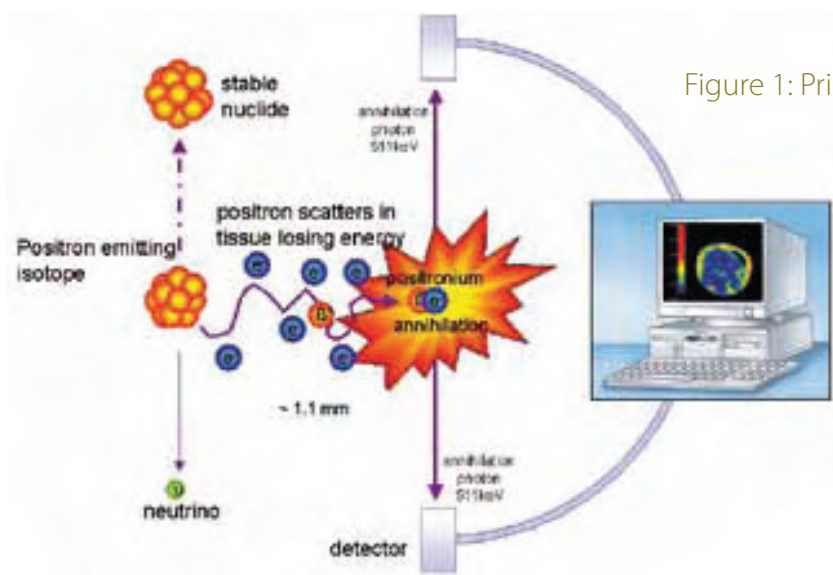 Figure 1: Pri
stable
nuclide
annihilation
photon
511keV
positron scatters in
tissue losing energy
Positron emitting
isotope
e⁻
e⁻
e⁻
positronium
β
e⁻
annihilation
e⁻
β
e⁻
e⁻
~ 1.1 mm
annihilation
photon
511keV
υ
neutrino
detector